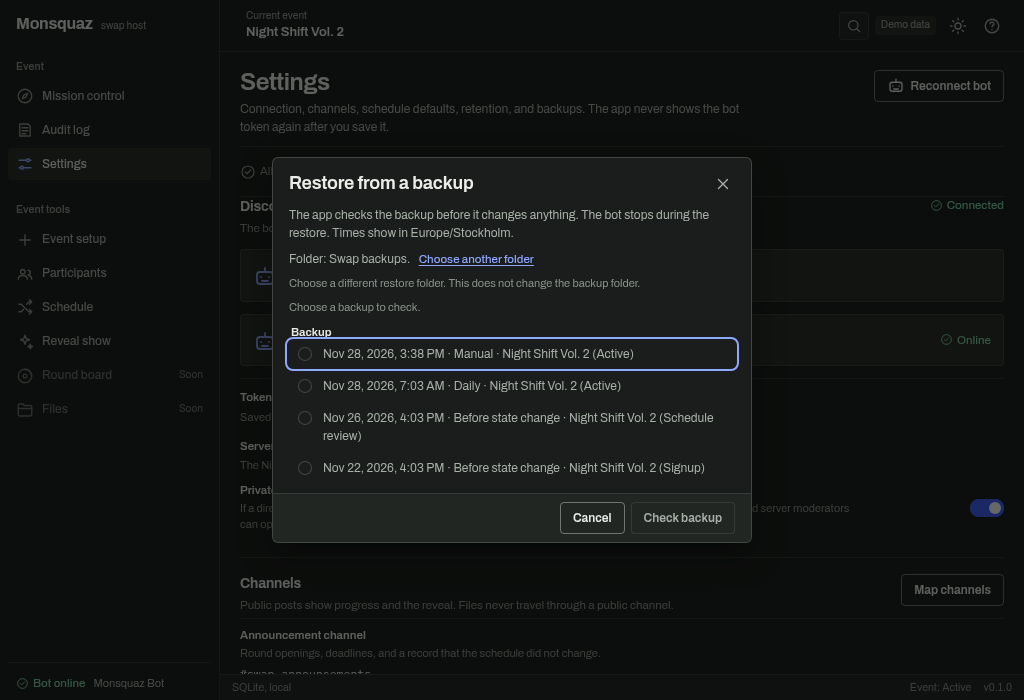 Monsquaz swap host
Event
Mission control
Audit log
Settings
Event tools
Event setup
Participants
Schedule
Reveal show
Round board Soon
Files Soon
Bot online Monsquaz Bot
Current event
Night Shift Vol. 2
Demo data
Settings
Connection, channels, schedule defaults, retention, and backups. The app never shows the bot
token again after you save it.
Reconnect bot
Connected
Online
Restore from a backup
The app checks the backup before it changes anything. The bot stops during the
restore. Times show in Europe/Stockholm.
Folder: Swap backups. Choose another folder
Choose a different restore folder. This does not change the backup folder.
Choose a backup to check.
Backup
Nov 28, 2026, 3:38 PM · Manual · Night Shift Vol. 2 (Active)
Nov 28, 2026, 7:03 AM · Daily · Night Shift Vol. 2 (Active)
Nov 26, 2026, 4:03 PM · Before state change · Night Shift Vol. 2 (Schedule
review)
Nov 22, 2026, 4:03 PM · Before state change · Night Shift Vol. 2 (Signup)
Cancel
Check backup
Token
Saved
Server
If a dire
server moderators
can op
Channels
Public posts show progress and the reveal. Files never travel through a public channel.
Map channels
Announcement channel
Round openings, deadlines, and a record that the schedule did not change.
SQLite, local
Event: Active v0.1.0